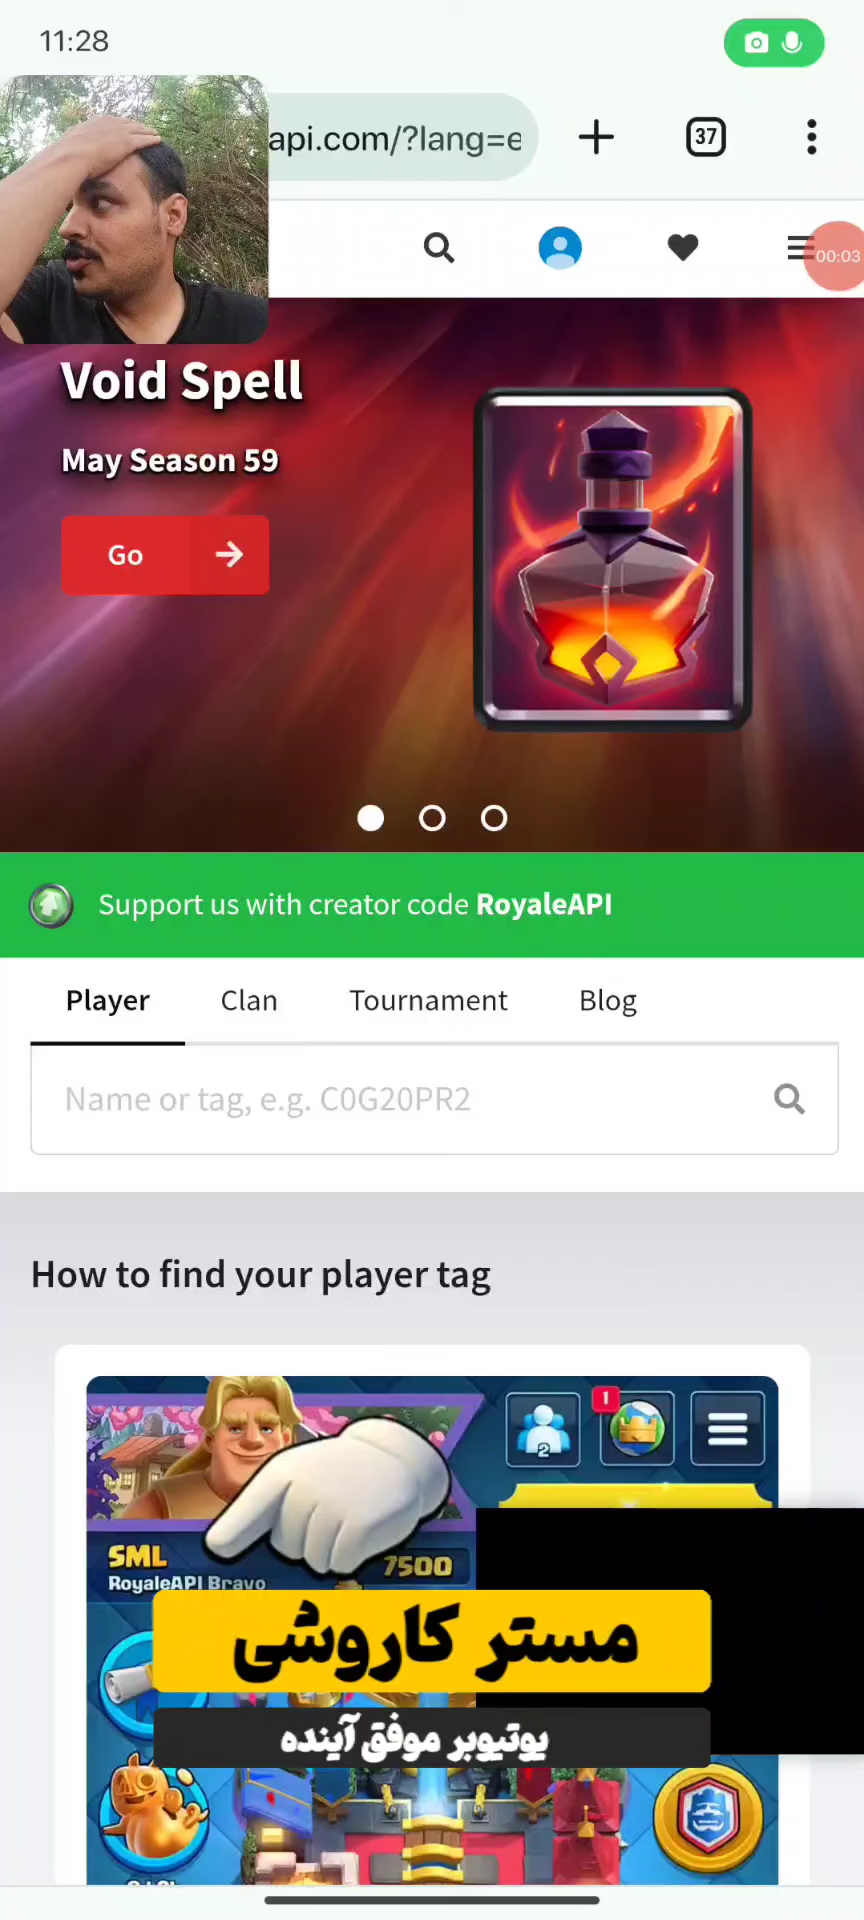 11:28
api.com/?lang=e
37
00:03
Void Spell
May Season 59
Go
Support us with creator code RoyaleAPI
Player Clan Tournament Blog
Name or tag, e.g. C0G20PR2
How to find your player tag
1
2
SML
7500
RoyaleAPI Bravo
مستر کاروشی
یوتیوبر موفق آینده